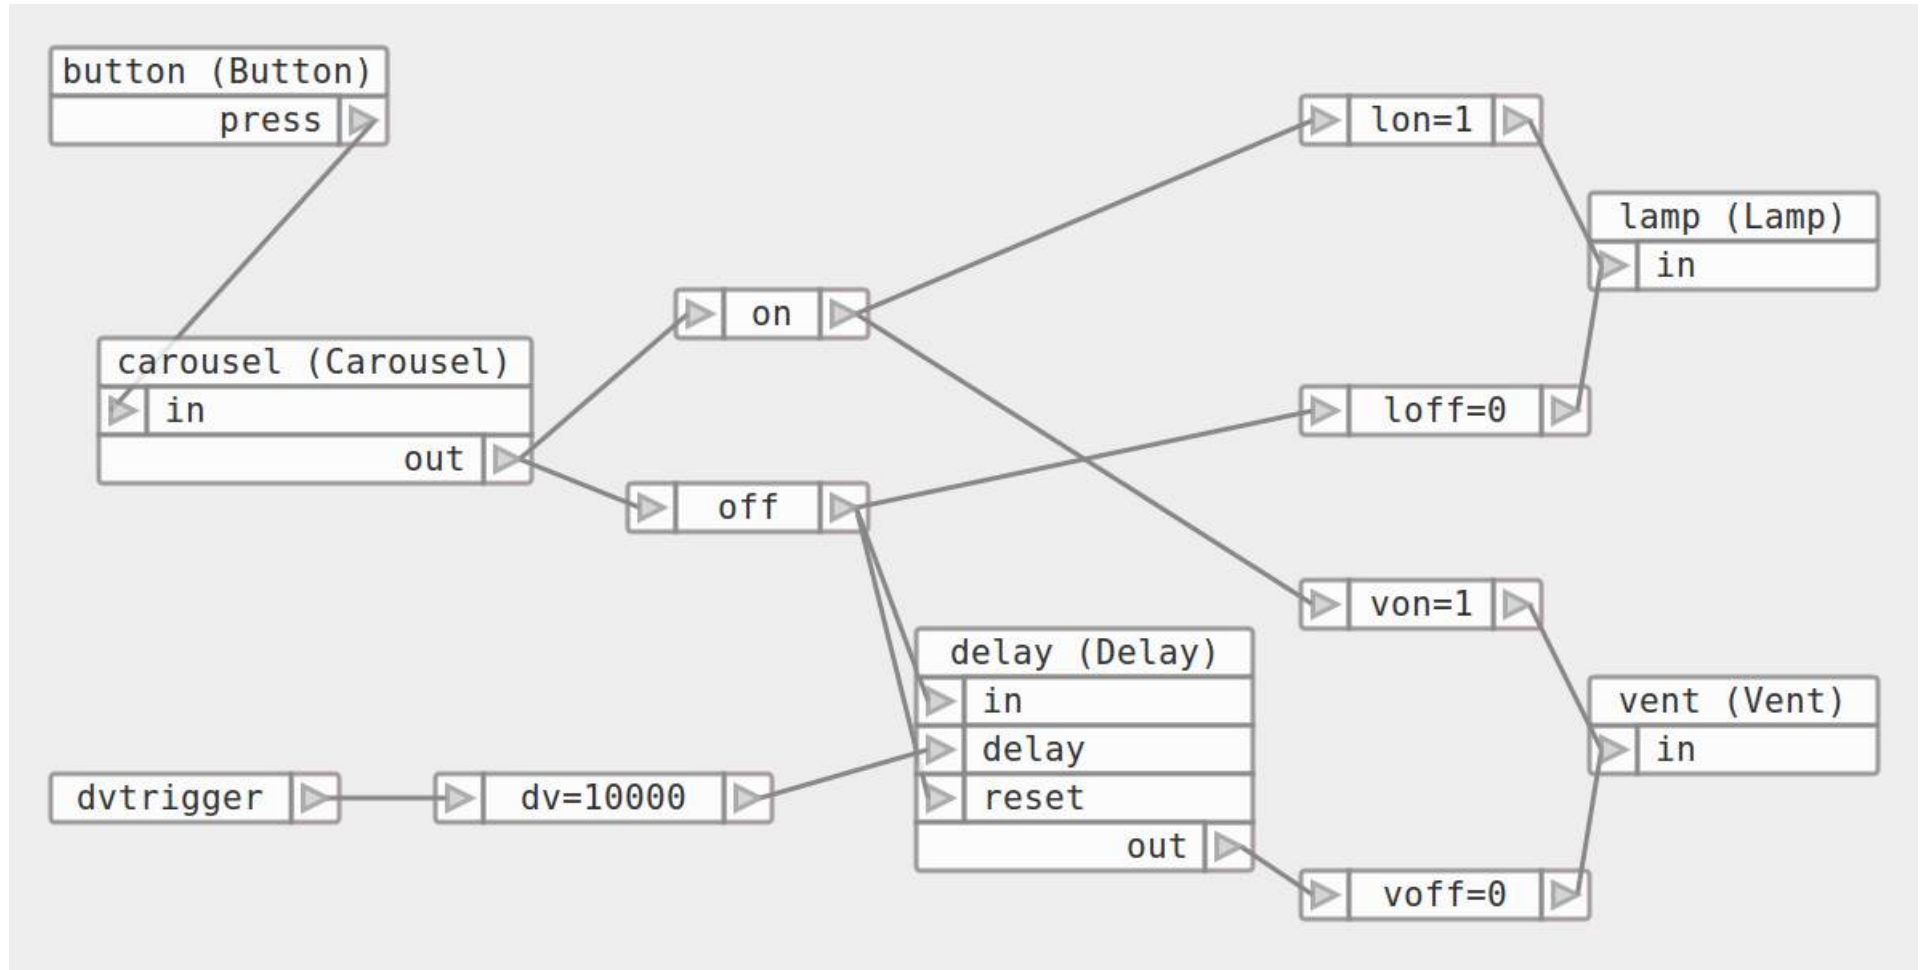 button (Button)
press
lon=1
lamp (Lamp)
in
on
carousel (Carousel)
in
out
loff=0
off
von=1
delay (Delay)
in
delay
reset
out
vent (Vent)
in
dvtrigger
dv=10000
voff=0